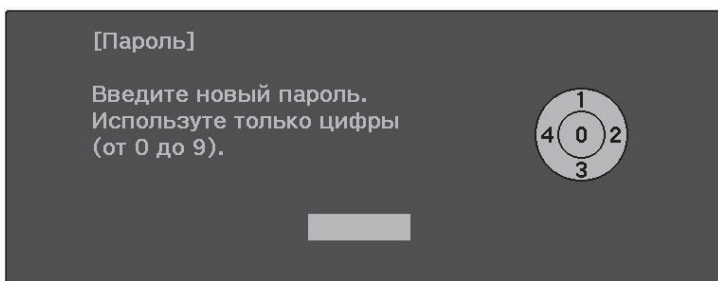 [Пароль]
Введите новый пароль.
Используте только цифры
(от 0 до 9).
1
4 0 2
3